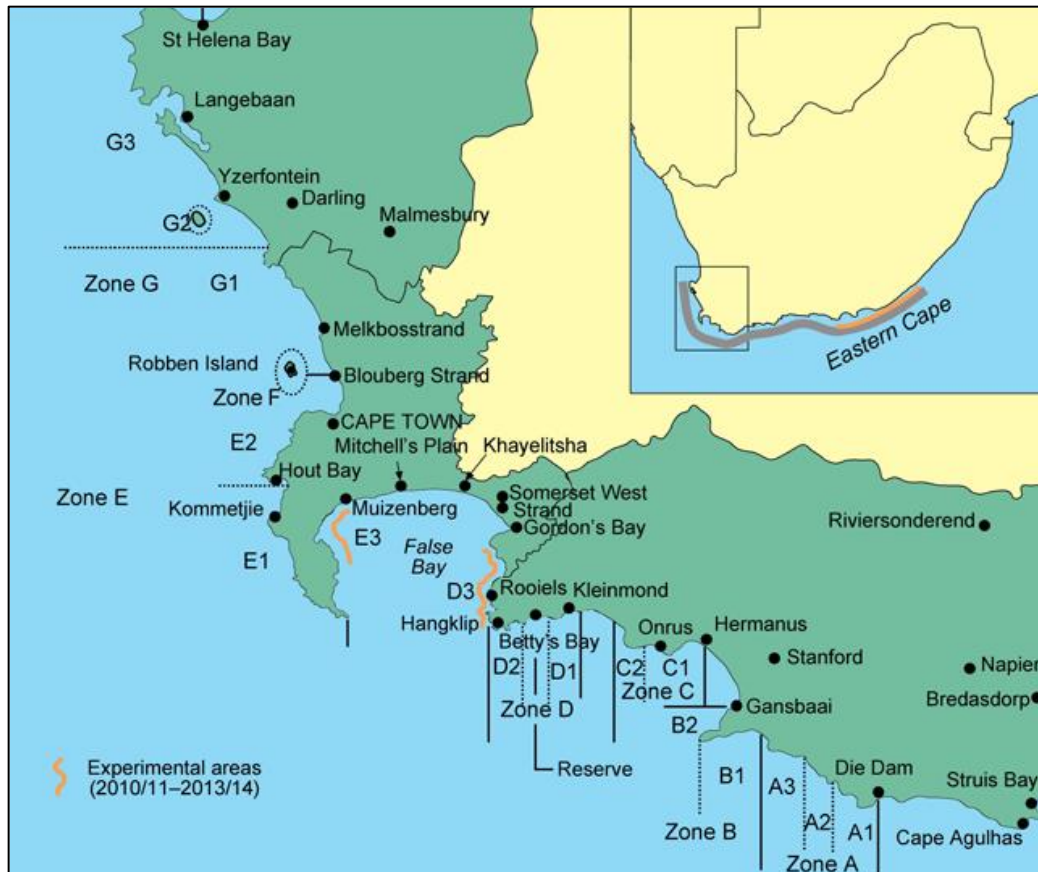 St Helena Bay
Langebaan
G3
Yzerfontein
Darling
G2
Malmesbury
Zone G
G1
Melkbosstrand
Robben Island
Blouberg Strand
Zone F
CAPE TOWN
E2
Mitchell's Plain
Khayelitsha
Hout Bay
Zone E
Somerset West
Kommetjie
Muizenberg
Strand
Gordon's Bay
E3
Riviersonderend
False
Bay
E1
D3
Rooiels
Kleinmond
Hangklip
Betty's Bay
Onrus
Hermanus
D2
D1
C2
C1
Stanford
Zone C
Napier
Zone D
Bredasdorp
Gansbaai
B2
Reserve
Experimental areas
(2010/11–2013/14)
B1
A3
Die Dam
Struis Bay
Zone B
A2
A1
Cape Agulhas
Zone A
Eastern Cape